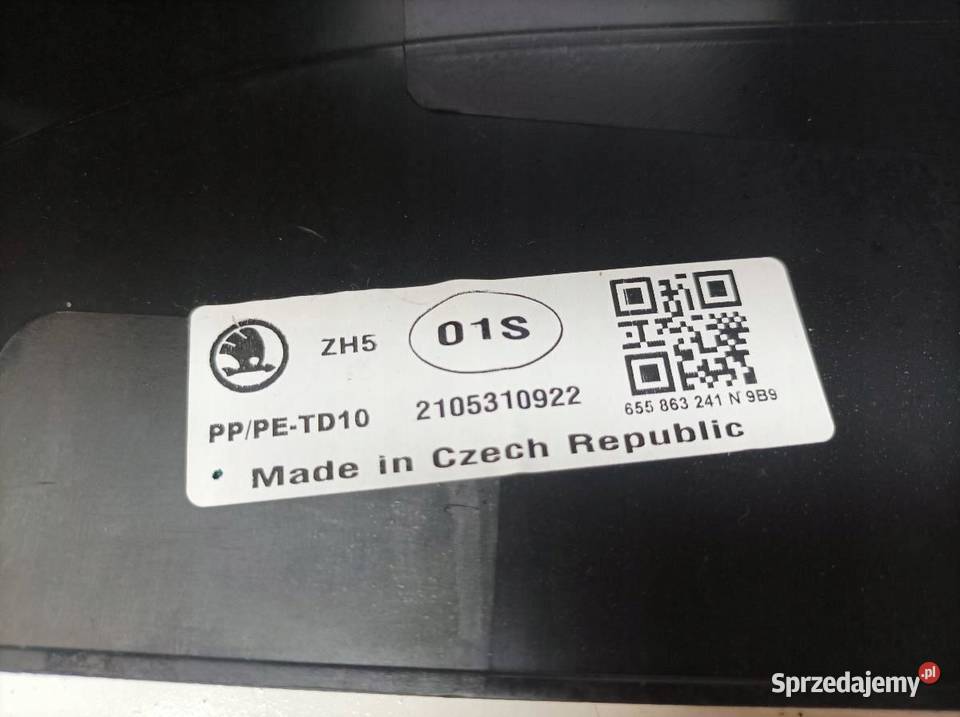 ZH5
01S
PP/PE-TD10
2105310922
655 863 241 N 9B9
Made in Czech Republic
Sprzedajemy.pl